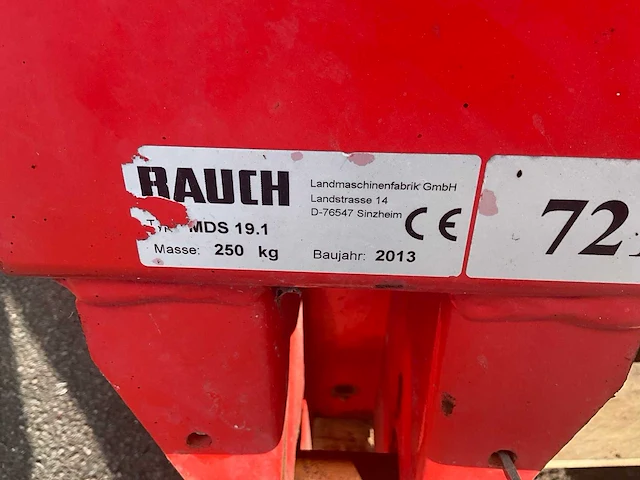 RAUCH
Landmaschinenfabrik GmbH
Landstrasse 14
D-76547 Sinzheim
CE
MDS 19.1
Masse: 250 kg
Baujahr: 2013
72